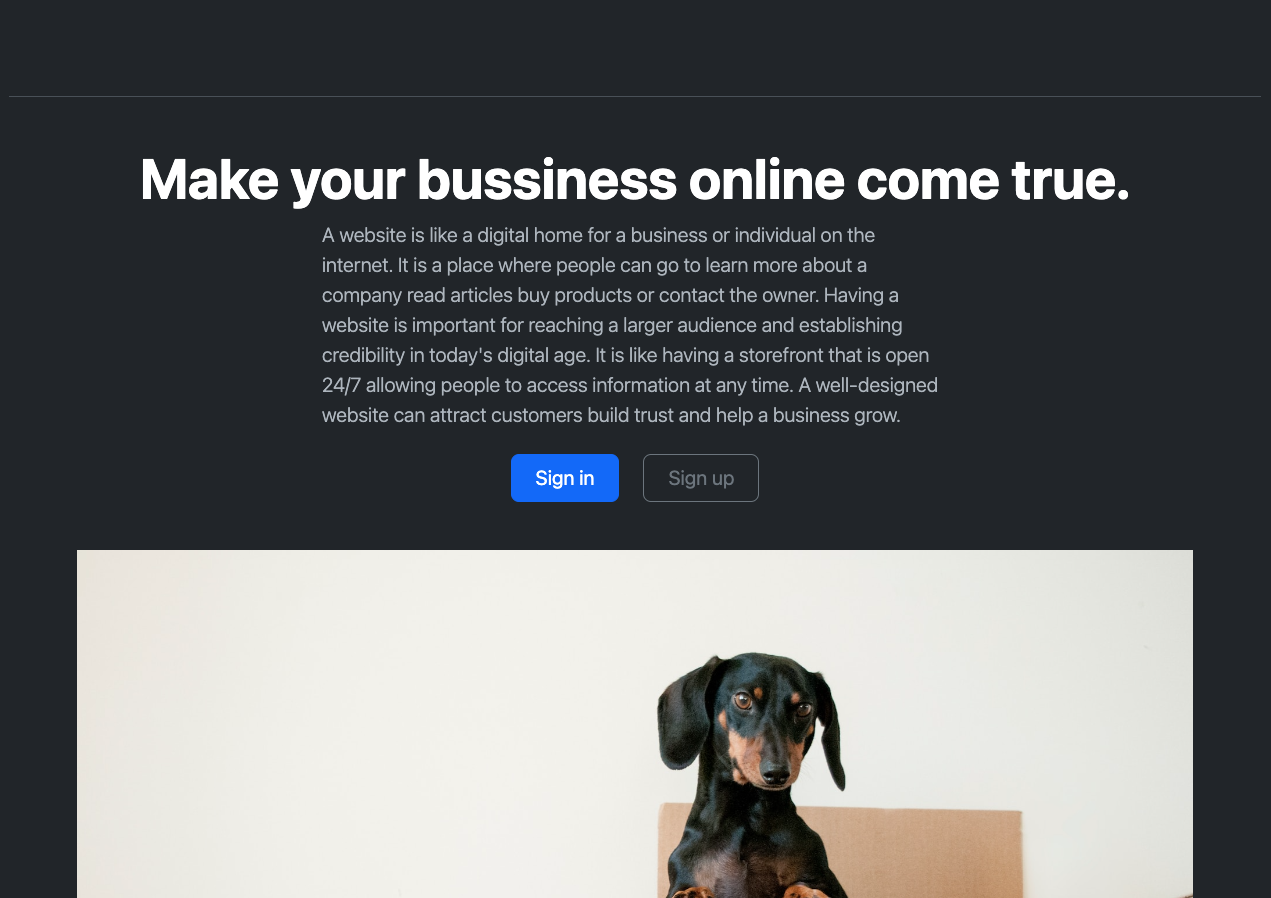 Make your bussiness online come true.
A website is like a digital home for a business or individual on the
internet. It is a place where people can go to learn more about a
company read articles buy products or contact the owner. Having a
website is important for reaching a larger audience and establishing
credibility in today's digital age. It is like having a storefront that is open
24/7 allowing people to access information at any time. A well-designed
website can attract customers build trust and help a business grow.
Sign in
Sign up